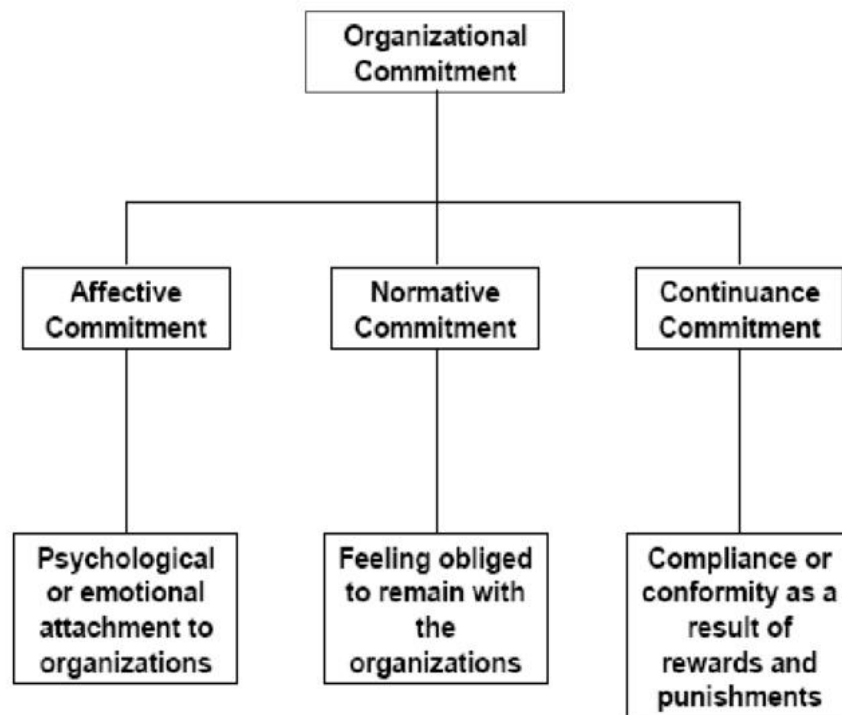 Organizational
Commitment
Affective
Commitment
Normative
Commitment
Continuance
Commitment
Psychological
or emotional
attachment to
organizations
Feeling obliged
to remain with
the
organizations
Compliance or
conformity as a
result of
rewards and
punishments